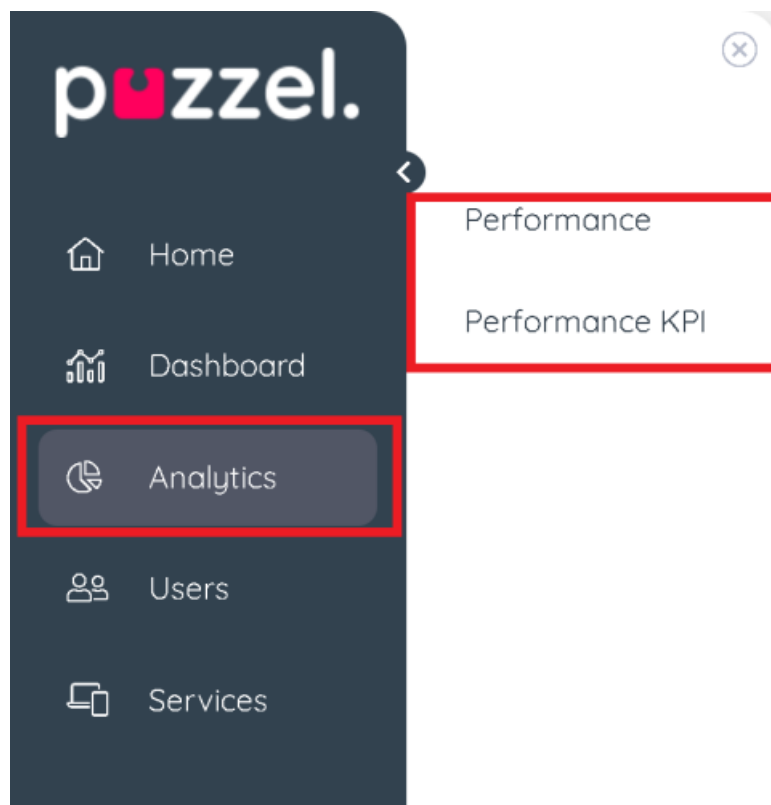 puzzel.
Home
Dashboard
Analytics
Users
Services
Performance
Performance KPI